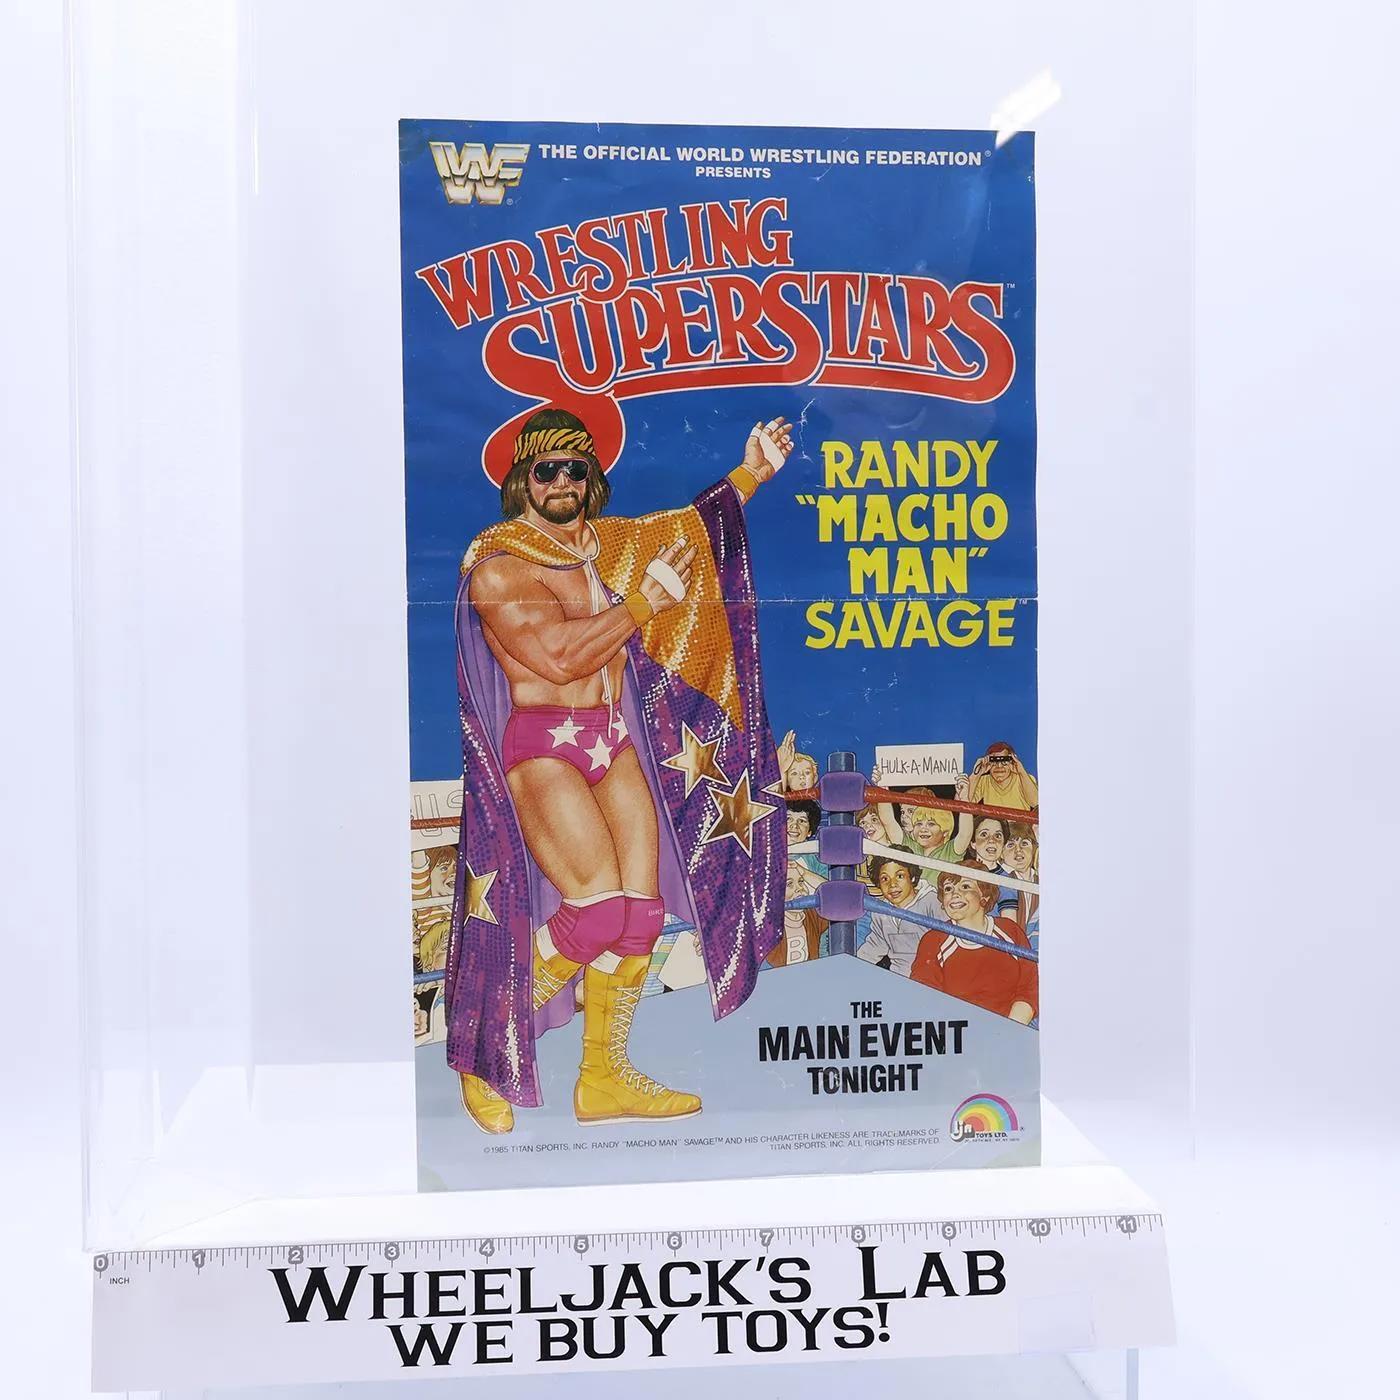 WF THE OFFICIAL WORLD WRESTLING FEDERATION®
PRESENTS
WRESTLING
SUPERSTARS™
RANDY
"MACHO
MAN"
SAVAGE™
HULK-A-MANIA
US
B
THE
MAIN EVENT
TONIGHT
©1985 TITAN SPORTS, INC. RANDY "MACHO MAN" SAVAGE™ AND HIS CHARACTER LIKENESS ARE TRADEMARKS OF
TITAN SPORTS, INC. ALL RIGHTS RESERVED.
ljn TOYS LTD.®
0 1 2 3 4 5 6 7 8 9 10 11
INCH
WHEELJACK'S LAB
WE BUY TOYS!